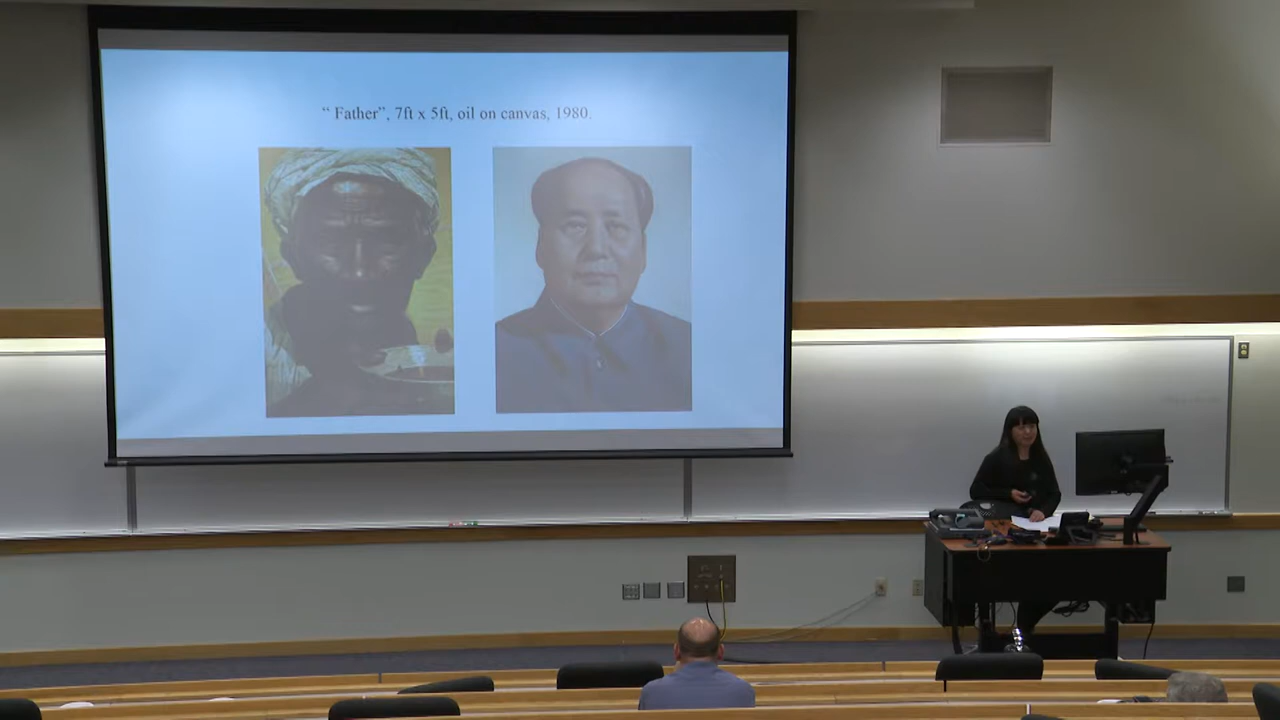 “ Father”, 7ft x 5ft, oil on canvas, 1980.